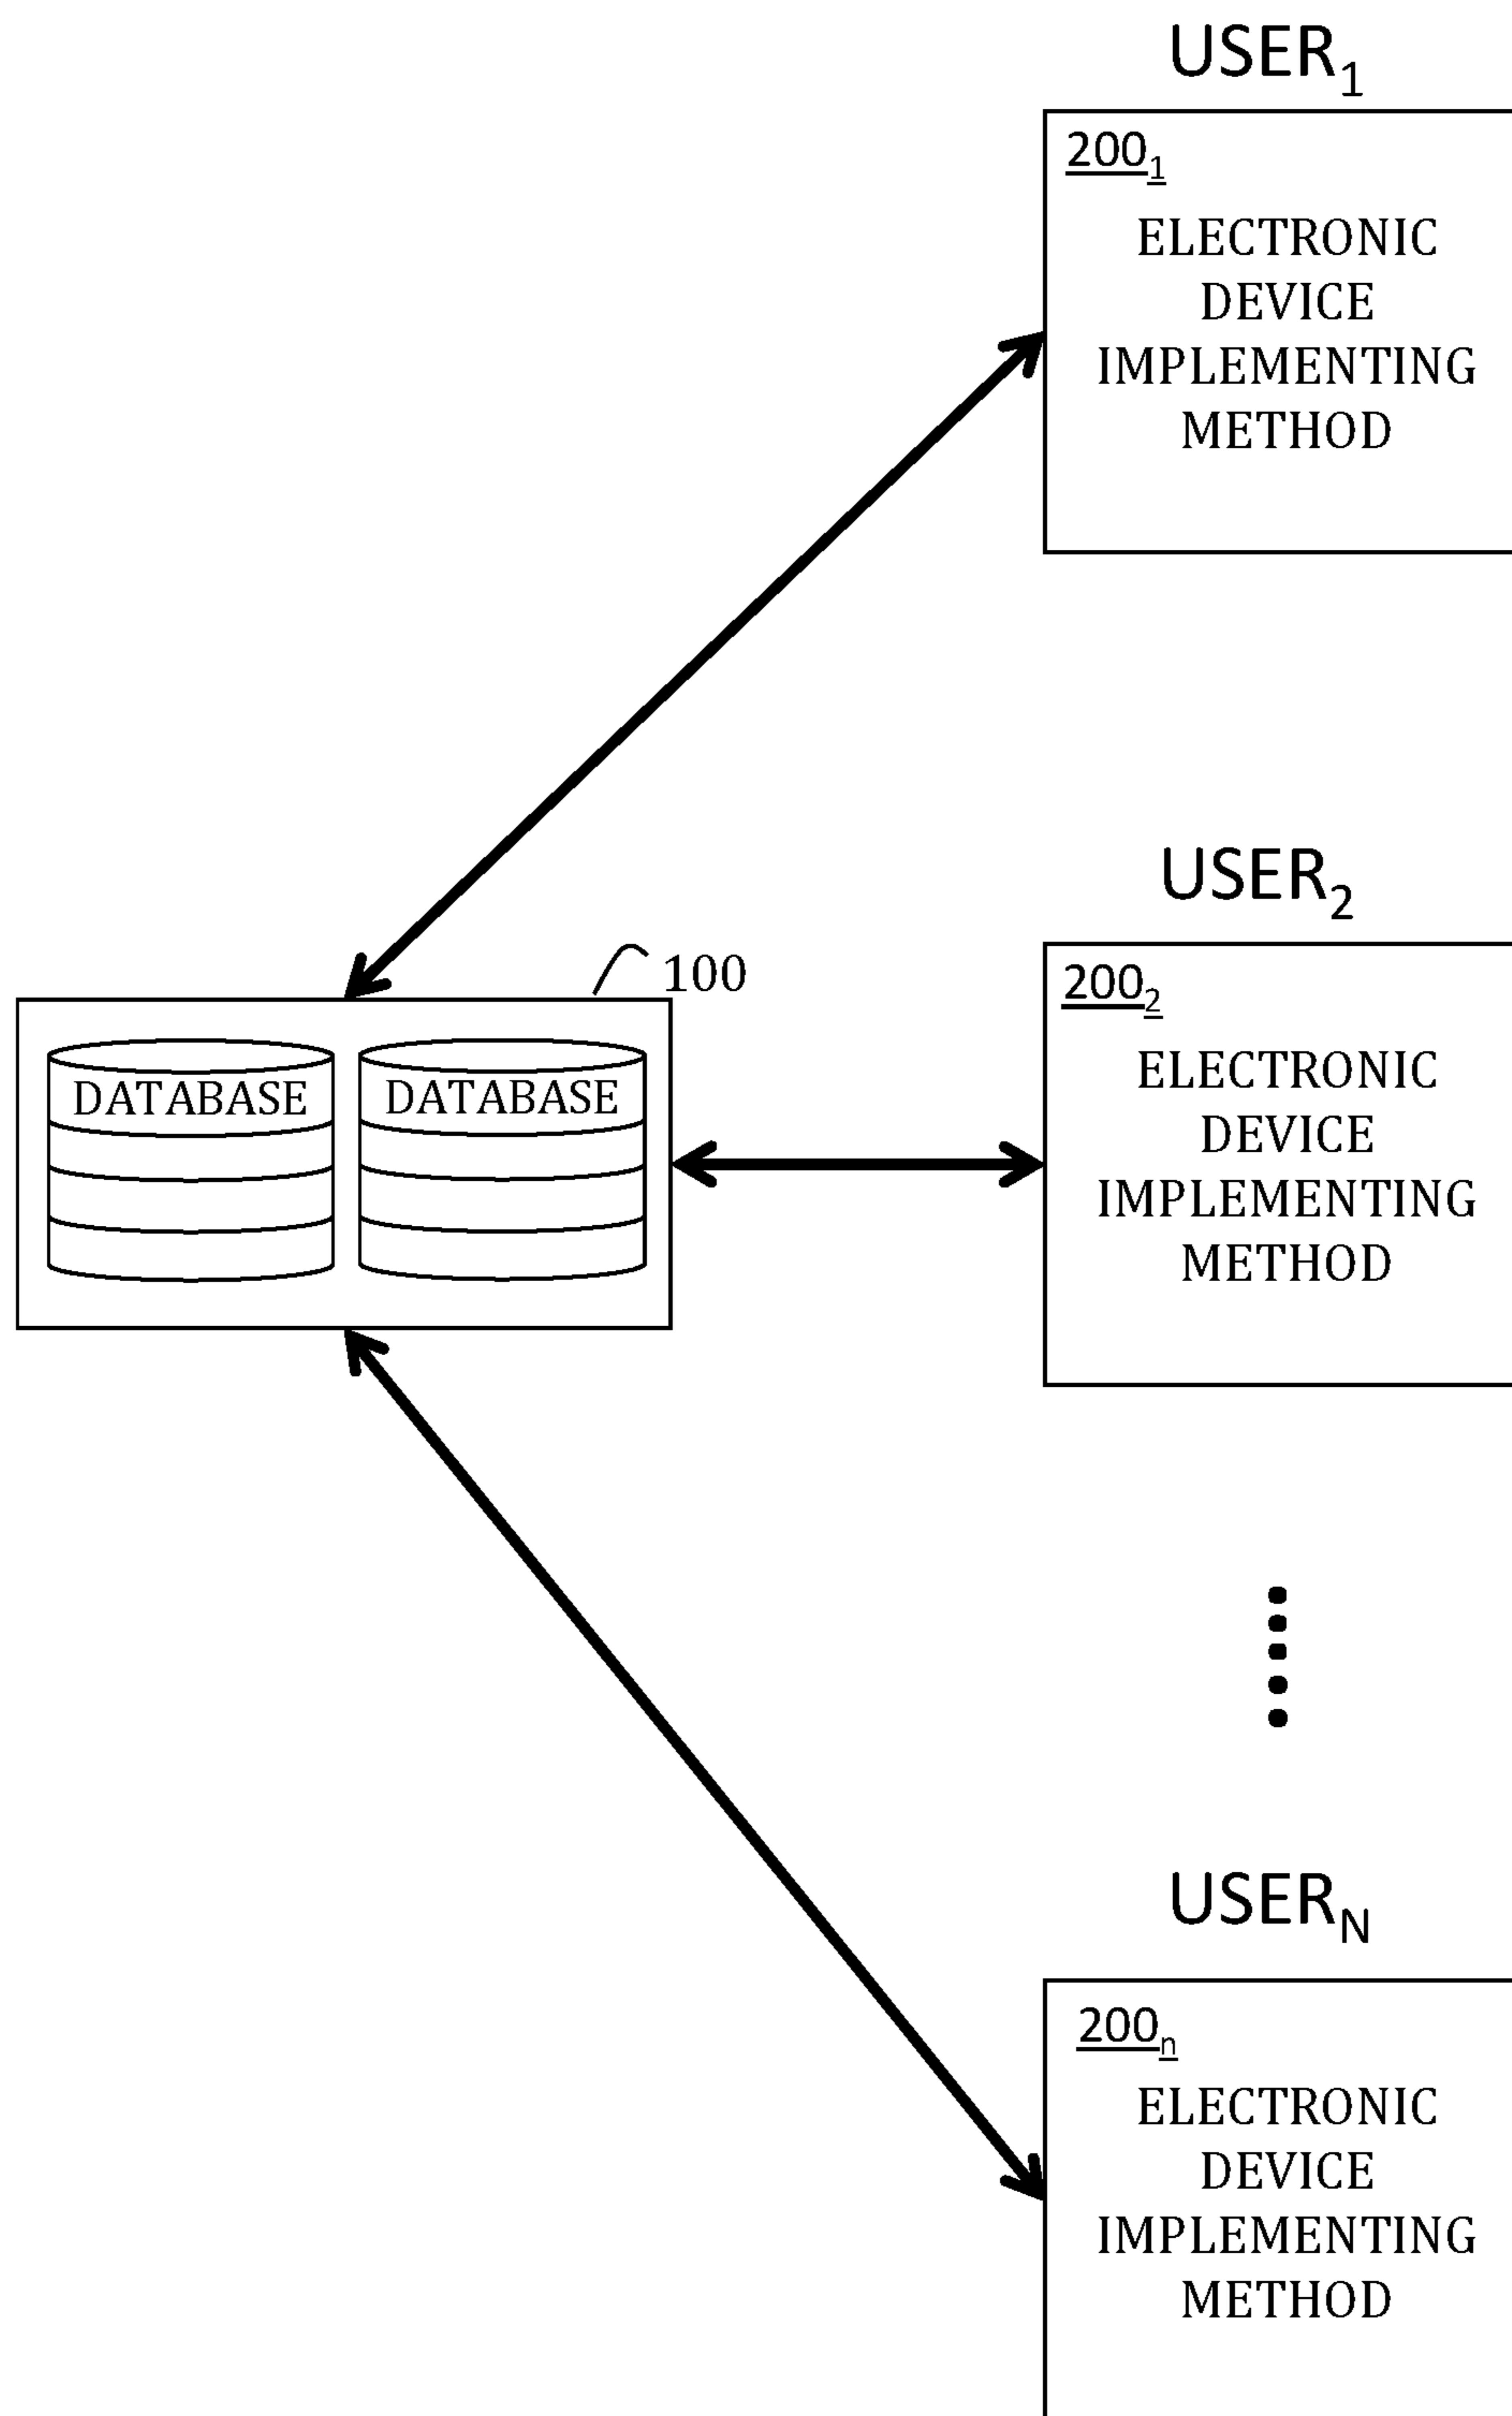 USER₁
200₁
ELECTRONIC
DEVICE
IMPLEMENTING
METHOD
USER₂
100
200₂
DATABASE DATABASE
ELECTRONIC
DEVICE
IMPLEMENTING
METHOD
USER_N
200ₙ
ELECTRONIC
DEVICE
IMPLEMENTING
METHOD